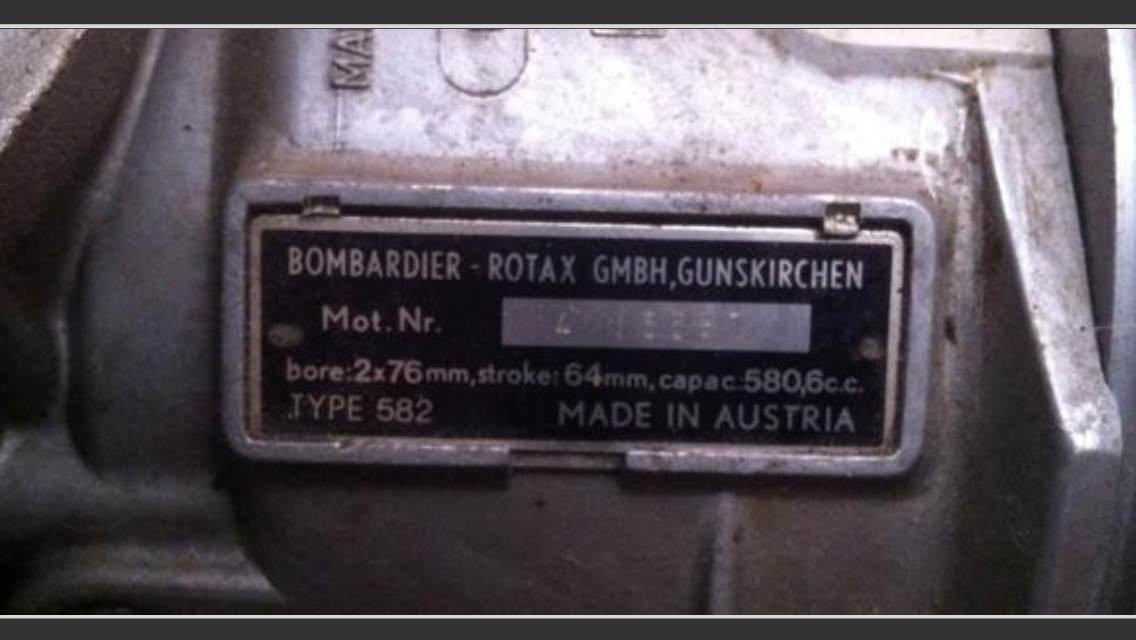 BOMBARDIER - ROTAX GMBH,GUNSKIRCHEN
Mot.Nr.
bore:2x76mm,stroke:64mm,capac.580,6c.c.
TYPE 582 MADE IN AUSTRIA